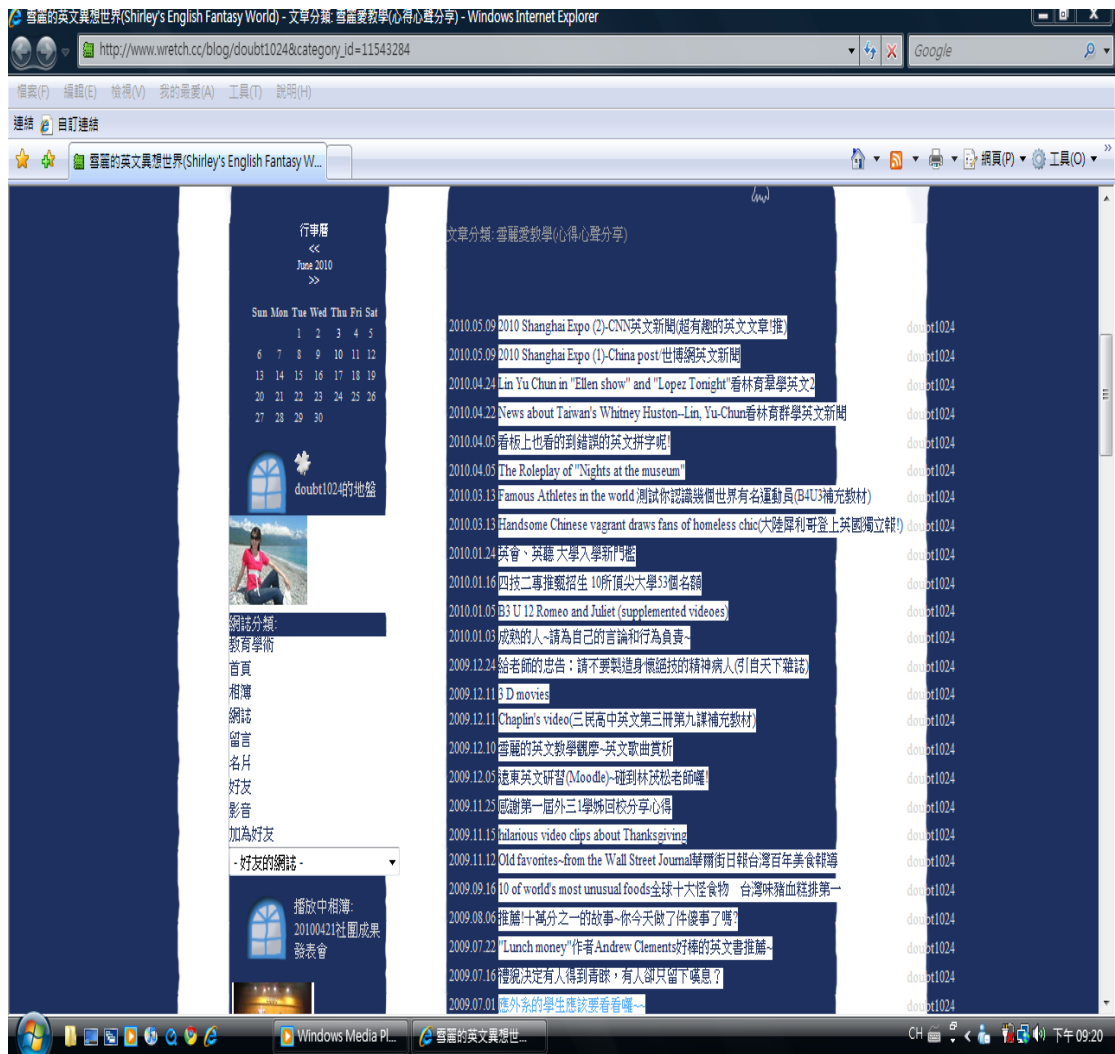 雪麗的英文異想世界(Shirley's English Fantasy World) - 文章分類: 雪麗愛教學(心得心聲分享) - Windows Internet Explorer
http://www.wretch.cc/blog/doubt1024&category_id=11543284
Google
檔案(F) 編輯(E) 檢視(V) 我的最愛(A) 工具(T) 說明(H)
連結 自訂連結
雪麗的英文異想世界(Shirley's English Fantasy W...
網頁(P) 工具(O)
行事曆
<<
June 2010
>>
Sun Mon Tue Wed Thu Fri Sat
1 2 3 4 5
6 7 8 9 10 11 12
13 14 15 16 17 18 19
20 21 22 23 24 25 26
27 28 29 30
doubt1024的地盤
網誌分類:
教育學術
首頁
相簿
網誌
留言
名片
好友
影音
加為好友
- 好友的網誌 -
播放中相簿:
20100421社團成果
發表會
文章分類: 雪麗愛教學(心得心聲分享)
2010.05.09 2010 Shanghai Expo (2)-CNN英文新聞(超有趣的英文文章!推) doubt1024
2010.05.09 2010 Shanghai Expo (1)-China post/世博網英文新聞 doubt1024
2010.04.24 Lin Yu Chun in "Ellen show" and "Lopez Tonight"看林育羣學英文2 doubt1024
2010.04.22 News about Taiwan's Whitney Huston--Lin, Yu-Chun看林育群學英文新聞 doubt1024
2010.04.05 看板上也看的到錯誤的英文拼字呢! doubt1024
2010.04.05 The Roleplay of "Nights at the museum" doubt1024
2010.03.13 Famous Athletes in the world 測試你認識幾個世界有名運動員(B4U3補充教材) doubt1024
2010.03.13 Handsome Chinese vagrant draws fans of homeless chic(大陸犀利哥登上英國獨立報!) doubt1024
2010.01.24 英會、英聽 大學入學新門檻 doubt1024
2010.01.16 四技二專推甄招生 10所頂尖大學53個名額 doubt1024
2010.01.05 B3 U 12 Romeo and Juliet (supplemented videoes) doubt1024
2010.01.03 成熟的人~請為自己的言論和行為負責~ doubt1024
2009.12.24 給老師的忠告：請不要製造身懷絕技的精神病人(引自天下雜誌) doubt1024
2009.12.11 3 D movies doubt1024
2009.12.11 Chaplin's video(三民高中英文第三冊第九課補充教材) doubt1024
2009.12.10 雪麗的英文教學觀摩~英文歌曲賞析 doubt1024
2009.12.05 遠東英文研習(Moodle)~碰到林茂松老師囉! doubt1024
2009.11.25 感謝第一屆外三1學姊回校分享心得 doubt1024
2009.11.15 hilarious video clips about Thanksgiving doubt1024
2009.11.12 Old favorites~from the Wall Street Journal華爾街日報台灣百年美食報導 doubt1024
2009.09.16 10 of world's most unusual foods全球十大怪食物 台灣味豬血糕排第一 doubt1024
2009.08.06 推薦!十萬分之一的故事~你今天做了件傻事了嗎? doubt1024
2009.07.22 "Lunch money"作者Andrew Clements好棒的英文書推薦~ doubt1024
2009.07.16 禮貌決定有人得到青睞，有人卻只留下嘆息？ doubt1024
2009.07.01 應外系的學生應該要看看囉~~ doubt1024
Windows Media Pl... 雪麗的英文異想世... CH 下午 09:20